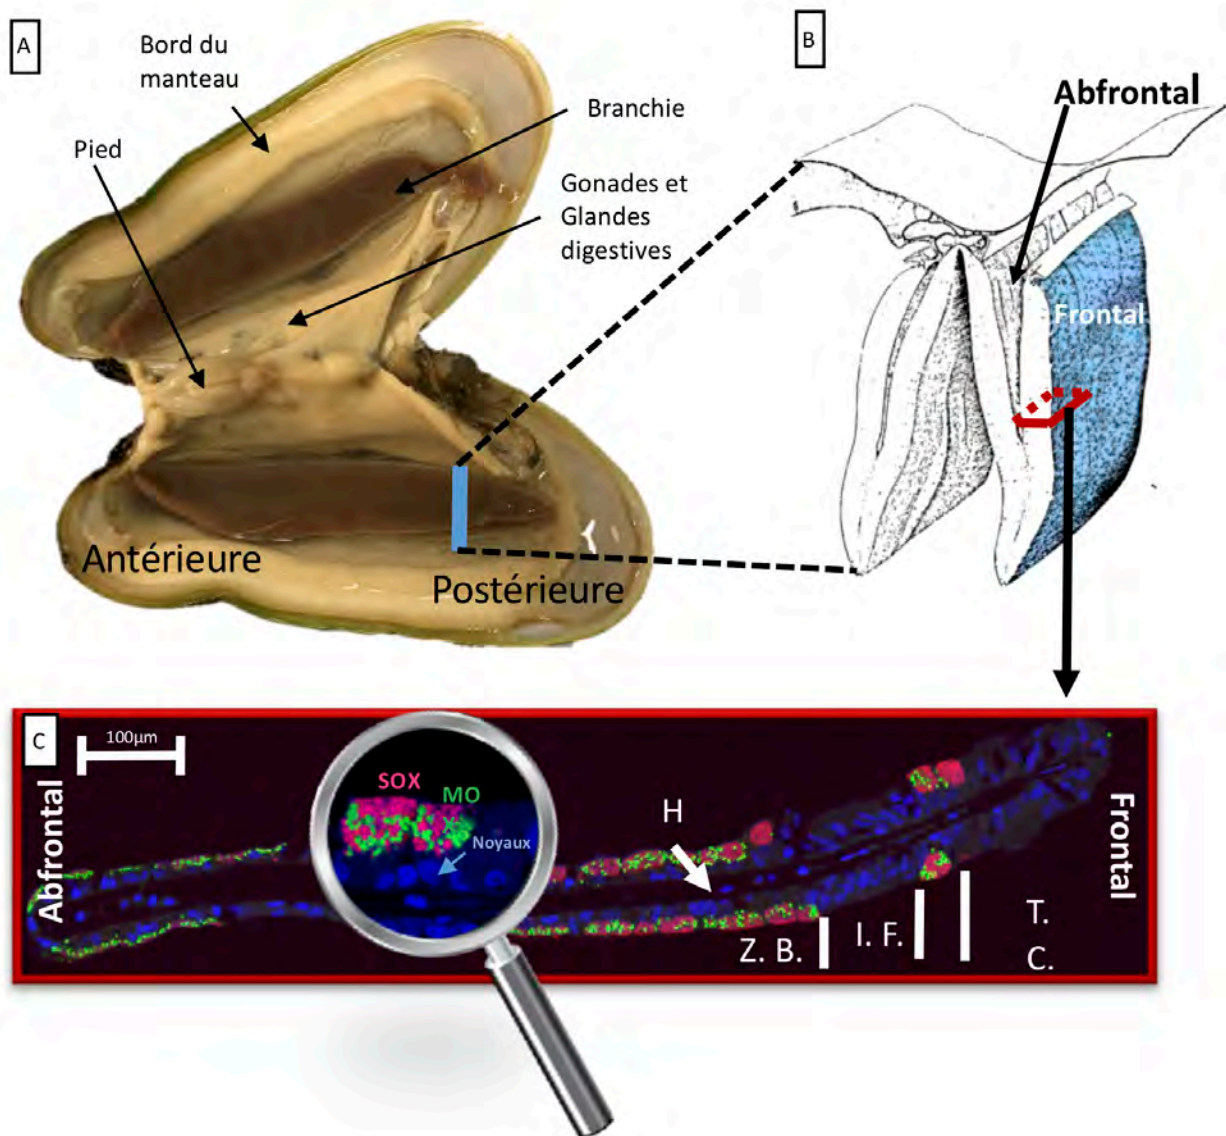 A
Bord du
manteau
Pied
Branchie
Gonades et
Glandes
digestives
Antérieure
Postérieure
B
Abfrontal
Frontal
C
100µm
Abfrontal
SOX
MO
Noyaux
H
Z. B.
I. F.
T.
C.
Frontal